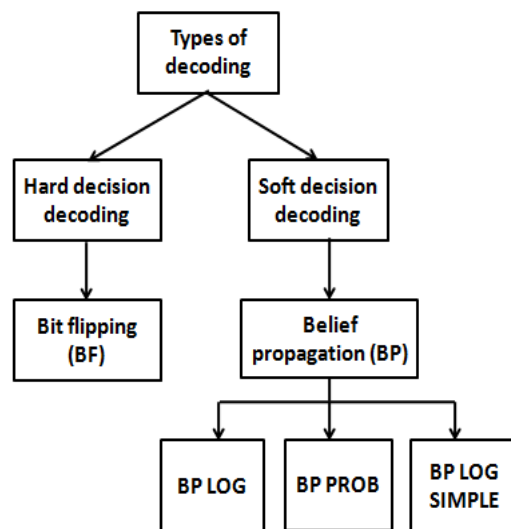 Types of
decoding
Hard decision
decoding
Soft decision
decoding
Bit flipping
(BF)
Belief
propagation (BP)
BP LOG
BP PROB
BP LOG
SIMPLE